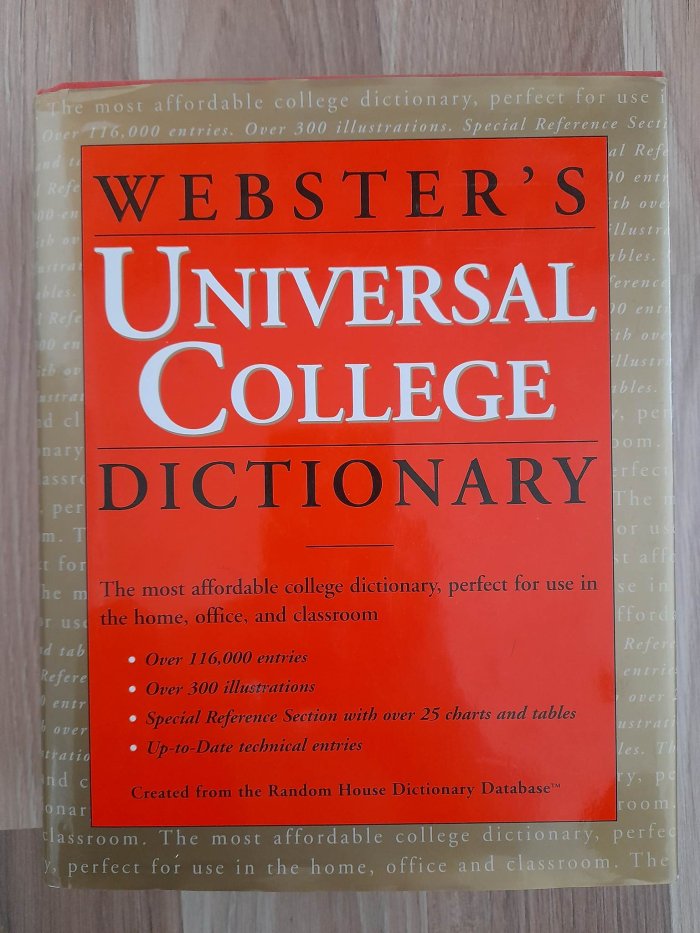 The most affordable college dictionary, perfect for use i
Over 116,000 entries. Over 300 illustrations. Special Reference Secti
WEBSTER'S
UNIVERSAL
COLLEGE
DICTIONARY
The most affordable college dictionary, perfect for use in
the home, office, and classroom
• Over 116,000 entries
• Over 300 illustrations
• Special Reference Section with over 25 charts and tables
• Up-to-Date technical entries
Created from the Random House Dictionary Database™
classroom. The most affordable college dictionary, perfec
y, perfect for use in the home, office and classroom. The